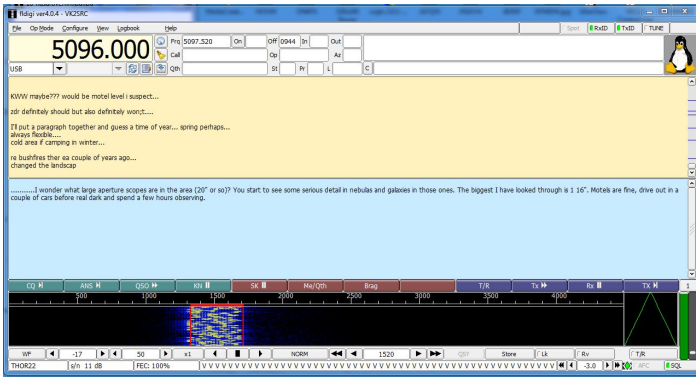 fldigi ver4.0.4 - VK2SRC
File Op Mode Configure View Logbook Help Spot RxID TxID TUNE
5096.000 Frq 5097.520 On Off 0944 In Out
Call Op Az
USB Qth St Pr L C
KWW maybe??? would be motel level i suspect...
zdr definitely should but also definitely won;t....
I'll put a paragraph together and guess a time of year... spring perhaps...
always flexible....
cold area if camping in winter...
re bushfires ther ea couple of years ago...
changed the landscap
...........I wonder what large aperture scopes are in the area (20" or so)? You start to see some serious detail in nebulas and galaxies in those ones. The biggest I have looked through is 1 16". Motels are fine, drive out in a
couple of cars before real dark and spend a few hours observing.
CQ ANS QSO KN SK Me/Qth Brag T/R Tx Rx TX 1
500 1000 1500 2000 2500 3000 3500 4000
WF -17 50 x1 NORM 1520 QSY Store Lk Rv T/R
THOR22 s/n 11 dB FEC: 100% -3.0 AFC SQL